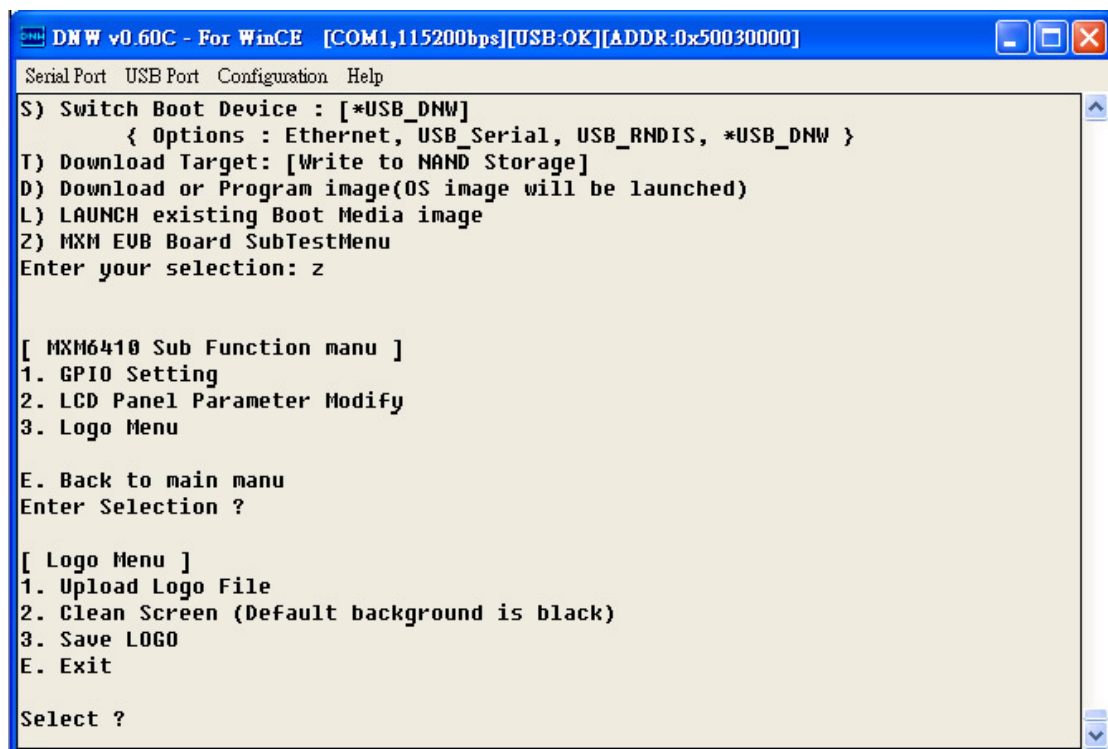 DNW DNW v0.60C - For WinCE [COM1,115200bps][USB:OK][ADDR:0x50030000]
Serial Port USB Port Configuration Help
S) Switch Boot Device : [*USB_DNW]
{ Options : Ethernet, USB_Serial, USB_RNDIS, *USB_DNW }
T) Download Target: [Write to NAND Storage]
D) Download or Program image(OS image will be launched)
L) LAUNCH existing Boot Media image
Z) MXM EVB Board SubTestMenu
Enter your selection: z
[ MXM6410 Sub Function manu ]
1. GPIO Setting
2. LCD Panel Parameter Modify
3. Logo Menu
E. Back to main manu
Enter Selection ?
[ Logo Menu ]
1. Upload Logo File
2. Clean Screen (Default background is black)
3. Save LOGO
E. Exit
Select ?